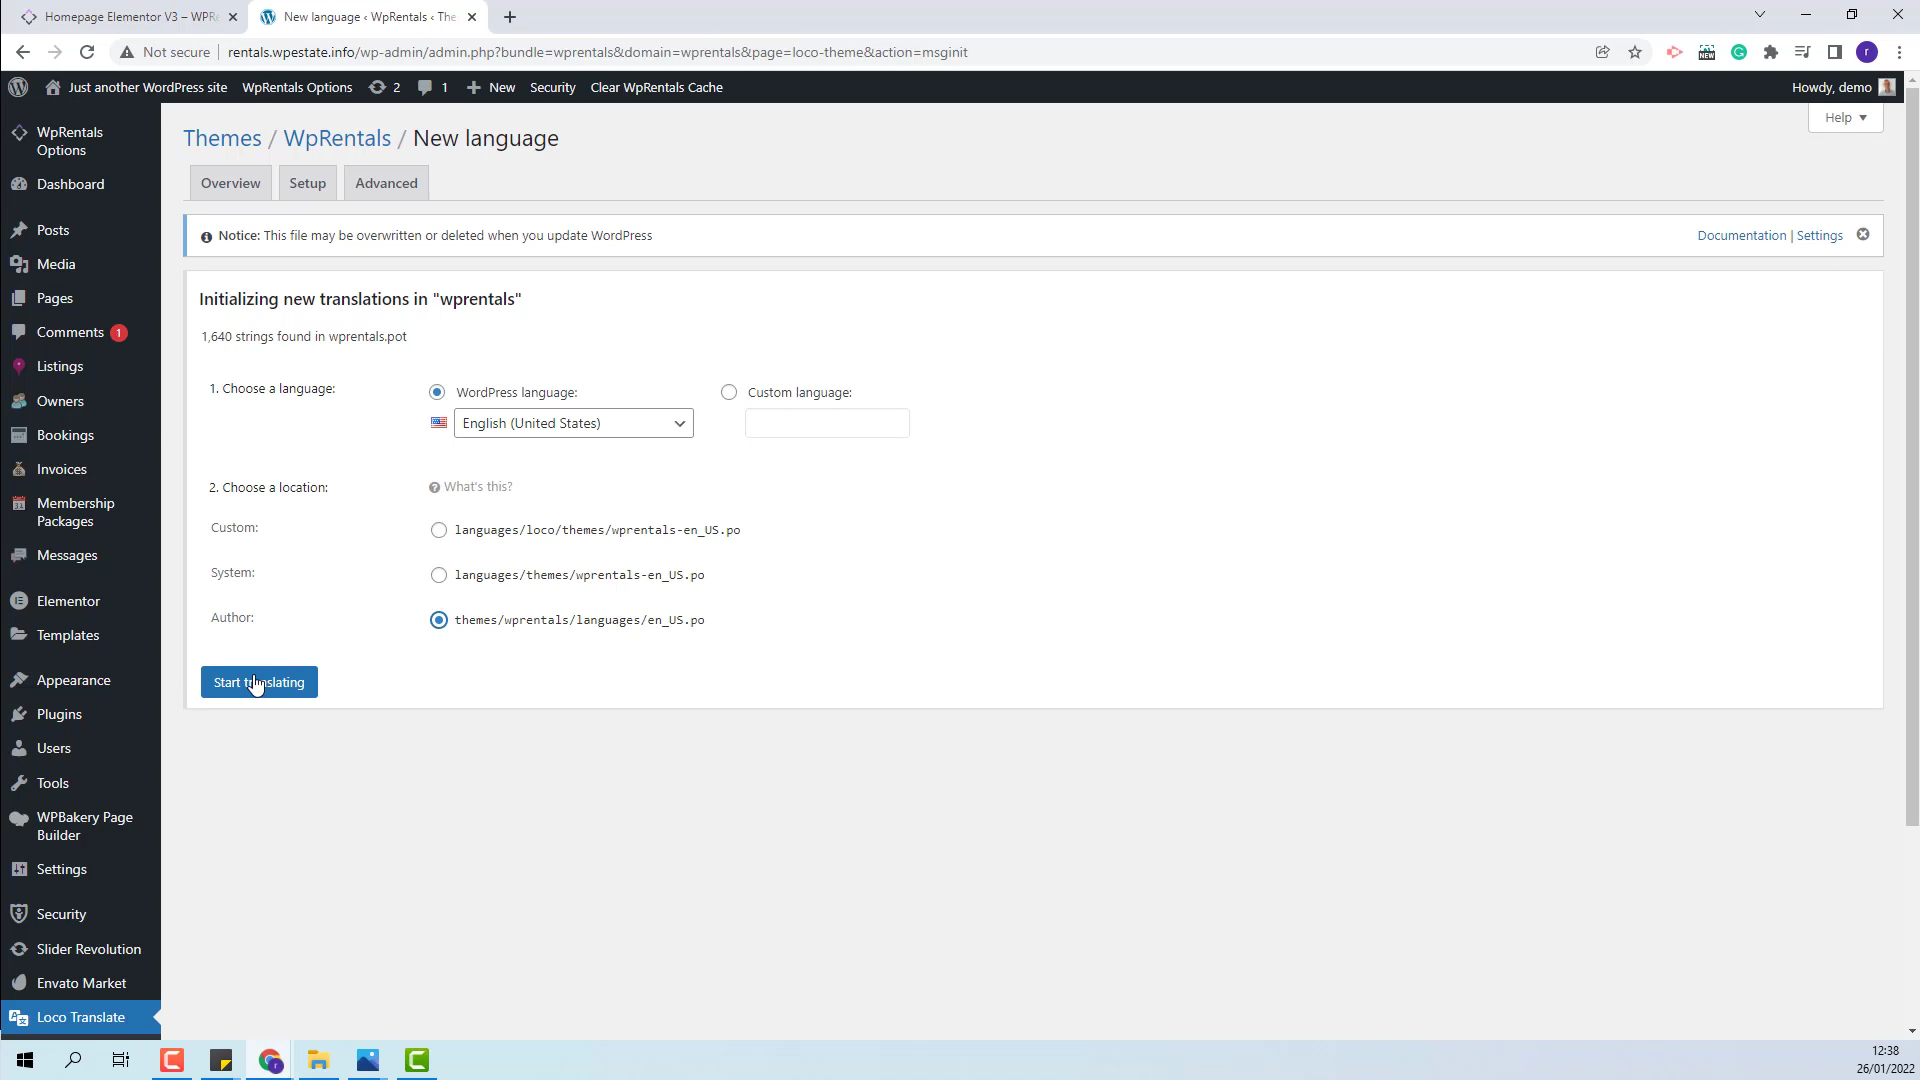 Homepage Elementor V3 – WPRe
New language ‹ WpRentals ‹ The
Not secure
rentals.wpestate.info/wp-admin/admin.php?bundle=wprentals&domain=wprentals&page=loco-theme&action=msginit
NEW
r
Just another WordPress site
WpRentals Options
2
1
New
Security
Clear WpRentals Cache
Howdy, demo
WpRentals
Options
Dashboard
Posts
Media
Pages
Comments 1
Listings
Owners
Bookings
Invoices
Membership
Packages
Messages
Elementor
Templates
Appearance
Plugins
Users
Tools
WPBakery Page
Builder
Settings
Security
Slider Revolution
Envato Market
Loco Translate
Help
Themes / WpRentals / New language
Overview
Setup
Advanced
Notice: This file may be overwritten or deleted when you update WordPress
Documentation | Settings
Initializing new translations in "wprentals"
1,640 strings found in wprentals.pot
1. Choose a language:
WordPress language:
Custom language:
English (United States)
2. Choose a location:
What's this?
Custom:
languages/loco/themes/wprentals-en_US.po
System:
languages/themes/wprentals-en_US.po
Author:
themes/wprentals/languages/en_US.po
Start translating
12:38
26/01/2022